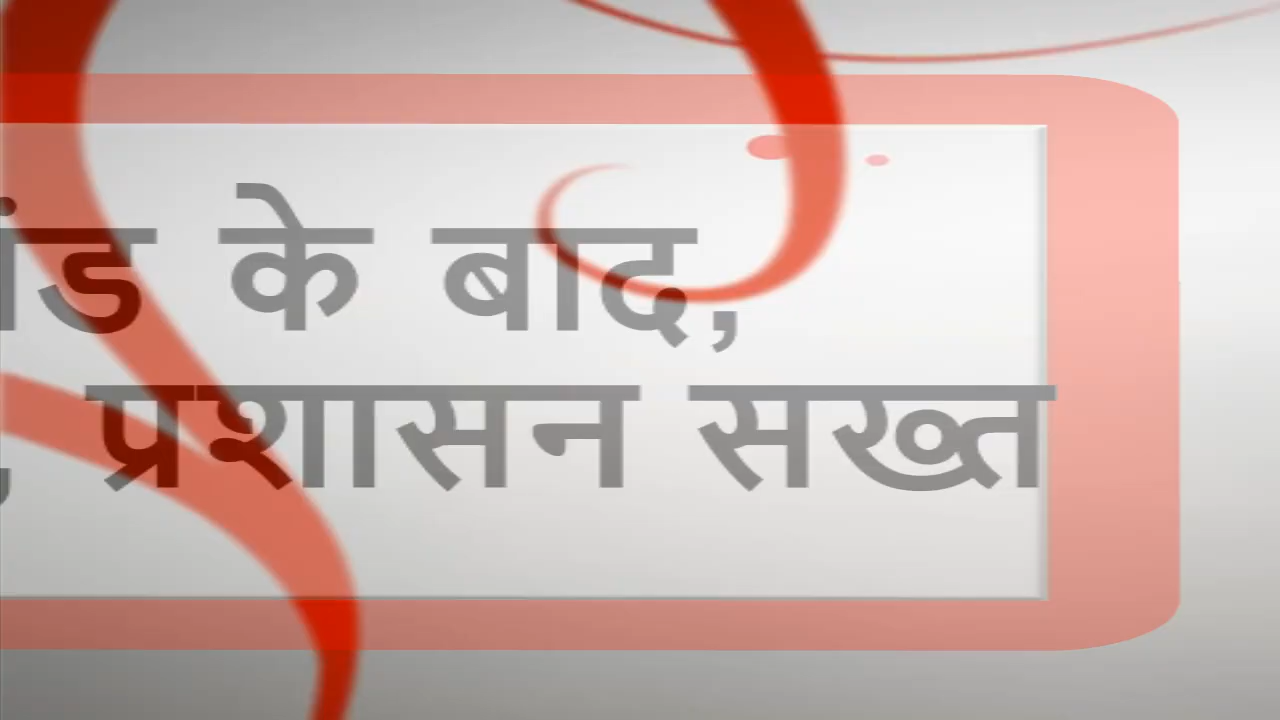 के बाद,
, प्रशासन सख्त